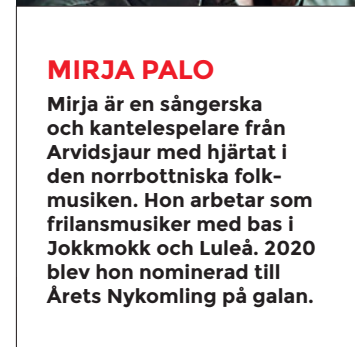 MIRJA PALO
Mirja är en sångerska
och kantelespelare från
Arvidsjaur med hjärtat i
den norrbottniska folk-
musiken. Hon arbetar som
frilansmusiker med bas i
Jokkmokk och Luleå. 2020
blev hon nominerad till
Årets Nykomling på galan.